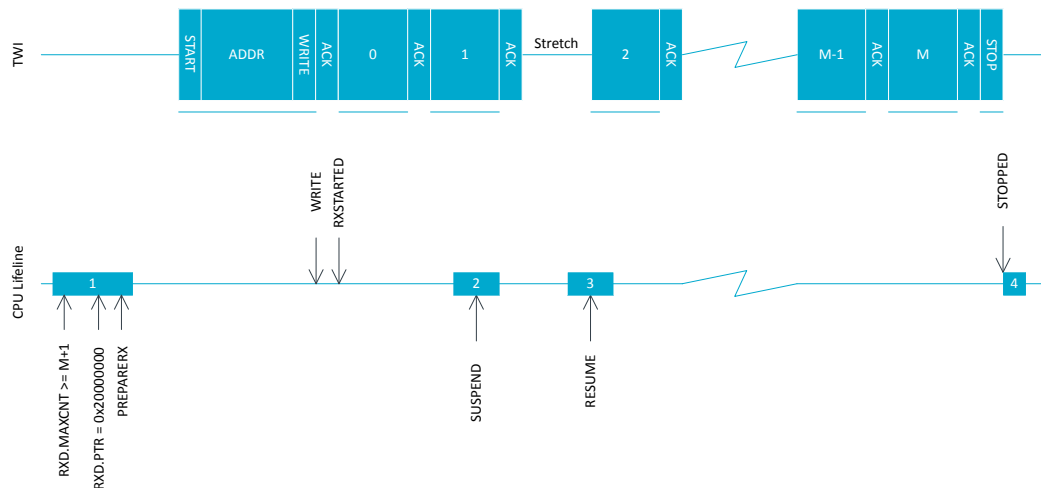 TWI
START
ADDR
WRITE
ACK
0
ACK
1
ACK
Stretch
2
ACK
M-1
ACK
M
ACK
STOP
WRITE
RXSTARTED
STOPPED
CPU Lifeline
1
2
3
4
RXD.MAXCNT >= M+1
RXD.PTR = 0x20000000
PREPARERX
SUSPEND
RESUME